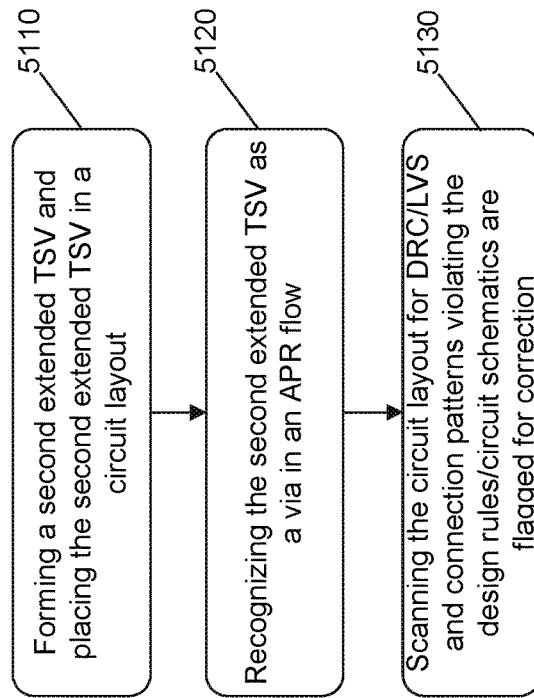 Forming a second extended TSV and
placing the second extended TSV in a
circuit layout
5110
Recognizing the second extended TSV as
a via in an APR flow
5120
Scanning the circuit layout for DRC/LVS
and connection patterns violating the
design rules/circuit schematics are
flagged for correction
5130